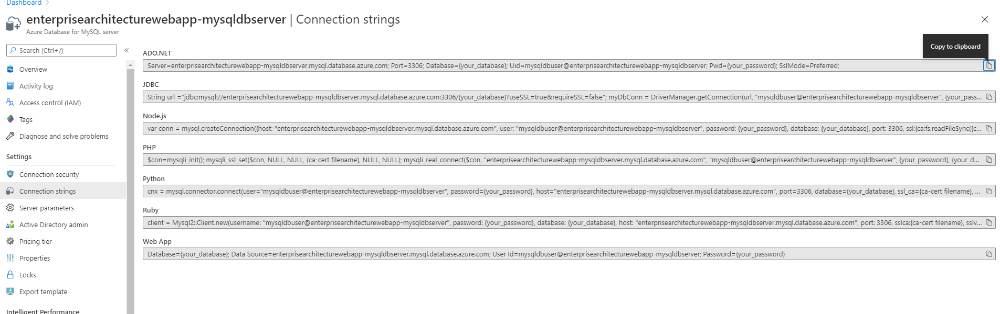 Dashboard >
enterprisearchitecturewebapp-mysqldbserver | Connection strings
Azure Database for MySQL server
Search (Ctrl+/)
«
Overview
Activity log
Access control (IAM)
Tags
Diagnose and solve problems
Settings
Connection security
Connection strings
Server parameters
Active Directory admin
Pricing tier
Properties
Locks
Export template
Intelligent Performance
Copy to clipboard
ADO.NET
Server=enterprisearchitecturewebapp-mysqldbserver.mysql.database.azure.com; Port=3306; Database={your_database}; Uid=mysqldbuser@enterprisearchitecturewebapp-mysqldbserver; Pwd={your_password}; SslMode=Preferred;
JDBC
String url ="jdbc:mysql://enterprisearchitecturewebapp-mysqldbserver.mysql.database.azure.com:3306/{your_database}?useSSL=true&requireSSL=false"; myDbConn = DriverManager.getConnection(url, "mysqldbuser@enterprisearchitecturewebapp-mysqldbserver", {your_pass...
Node.js
var conn = mysql.createConnection({host: "enterprisearchitecturewebapp-mysqldbserver.mysql.database.azure.com", user: "mysqldbuser@enterprisearchitecturewebapp-mysqldbserver", password: {your_password}, database: {your_database}, port: 3306, ssl:{ca:fs.readFileSync({c...
PHP
$con=mysqli_init(); mysqli_ssl_set($con, NULL, NULL, {ca-cert filename}, NULL, NULL); mysqli_real_connect($con, "enterprisearchitecturewebapp-mysqldbserver.mysql.database.azure.com", "mysqldbuser@enterprisearchitecturewebapp-mysqldbserver", {your_password}, {your_d...
Python
cnx = mysql.connector.connect(user="mysqldbuser@enterprisearchitecturewebapp-mysqldbserver", password={your_password}, host="enterprisearchitecturewebapp-mysqldbserver.mysql.database.azure.com", port=3306, database={your_database}, ssl_ca={ca-cert filename}, ...
Ruby
client = Mysql2::Client.new(username: "mysqldbuser@enterprisearchitecturewebapp-mysqldbserver", password: {your_password}, database: {your_database}, host: "enterprisearchitecturewebapp-mysqldbserver.mysql.database.azure.com", port: 3306, sslca:{ca-cert filename}, sslv...
Web App
Database={your_database}; Data Source=enterprisearchitecturewebapp-mysqldbserver.mysql.database.azure.com; User Id=mysqldbuser@enterprisearchitecturewebapp-mysqldbserver; Password={your_password}